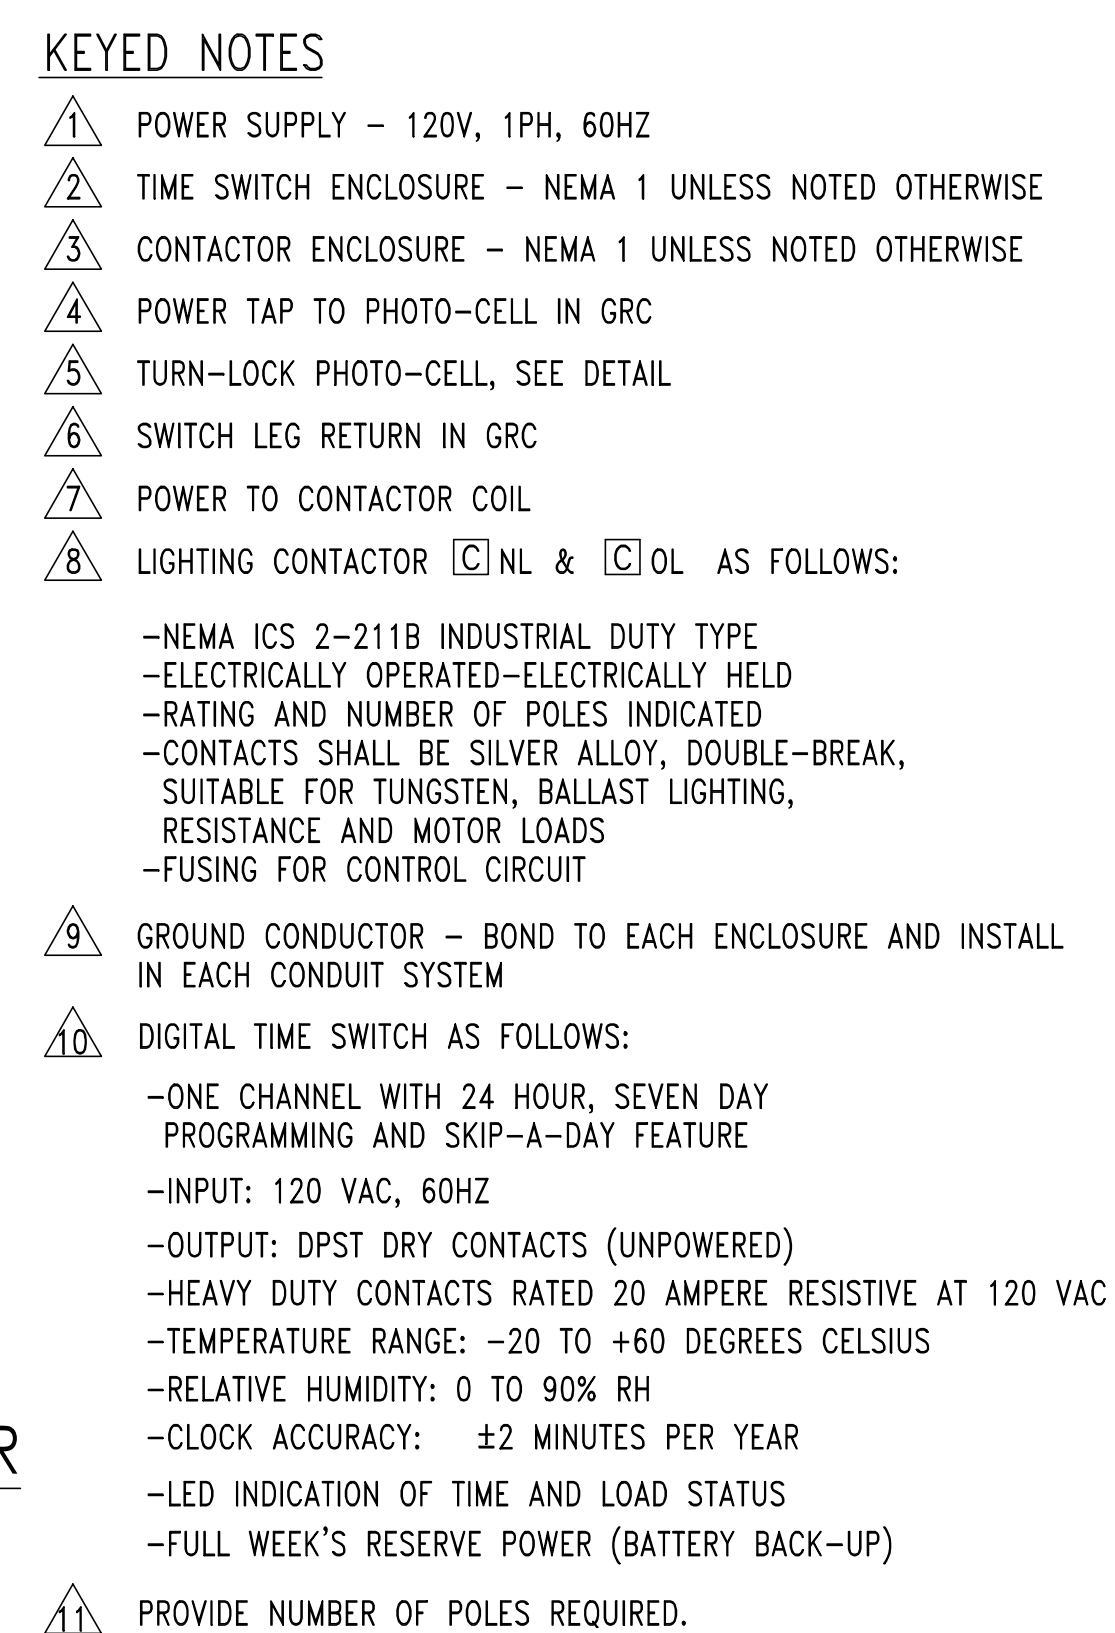 KEYED NOTES
1 POWER SUPPLY – 120V, 1PH, 60HZ
2 TIME SWITCH ENCLOSURE – NEMA 1 UNLESS NOTED OTHERWISE
3 CONTACTOR ENCLOSURE – NEMA 1 UNLESS NOTED OTHERWISE
4 POWER TAP TO PHOTO–CELL IN GRC
5 TURN–LOCK PHOTO–CELL, SEE DETAIL
6 SWITCH LEG RETURN IN GRC
7 POWER TO CONTACTOR COIL
8 LIGHTING CONTACTOR C NL & C OL AS FOLLOWS:
–NEMA ICS 2–211B INDUSTRIAL DUTY TYPE
–ELECTRICALLY OPERATED–ELECTRICALLY HELD
–RATING AND NUMBER OF POLES INDICATED
–CONTACTS SHALL BE SILVER ALLOY, DOUBLE–BREAK,
SUITABLE FOR TUNGSTEN, BALLAST LIGHTING,
RESISTANCE AND MOTOR LOADS
–FUSING FOR CONTROL CIRCUIT
9 GROUND CONDUCTOR – BOND TO EACH ENCLOSURE AND INSTALL
IN EACH CONDUIT SYSTEM
10 DIGITAL TIME SWITCH AS FOLLOWS:
–ONE CHANNEL WITH 24 HOUR, SEVEN DAY
PROGRAMMING AND SKIP–A–DAY FEATURE
–INPUT: 120 VAC, 60HZ
–OUTPUT: DPST DRY CONTACTS (UNPOWERED)
–HEAVY DUTY CONTACTS RATED 20 AMPERE RESISTIVE AT 120 VAC
–TEMPERATURE RANGE: –20 TO +60 DEGREES CELSIUS
–RELATIVE HUMIDITY: 0 TO 90% RH
R
–CLOCK ACCURACY: ±2 MINUTES PER YEAR
–LED INDICATION OF TIME AND LOAD STATUS
–FULL WEEK'S RESERVE POWER (BATTERY BACK–UP)
11 PROVIDE NUMBER OF POLES REQUIRED.